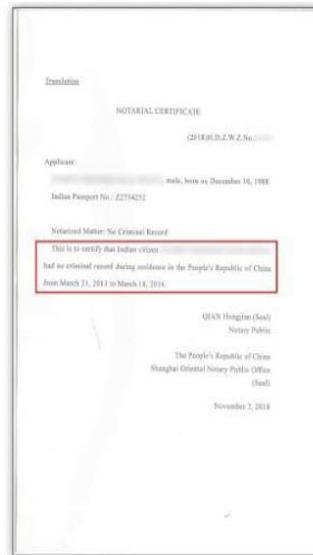 Translation
NOTARIAL CERTIFICATE
(2018)H.D.Z.W.Z.No.
Applicant:
, male, born on December 10, 1988
Indian Passport No.: Z2734252
Notarized Matter: No Criminal Record
This is to certify that Indian citizen
had no criminal record during residence in the People's Republic of China
from March 21, 2013 to March 18, 2016.
QIAN Hongjian (Seal)
Notary Public
The People's Republic of China
Shanghai Oriental Notary Public Office
(Seal)
November 7, 2018